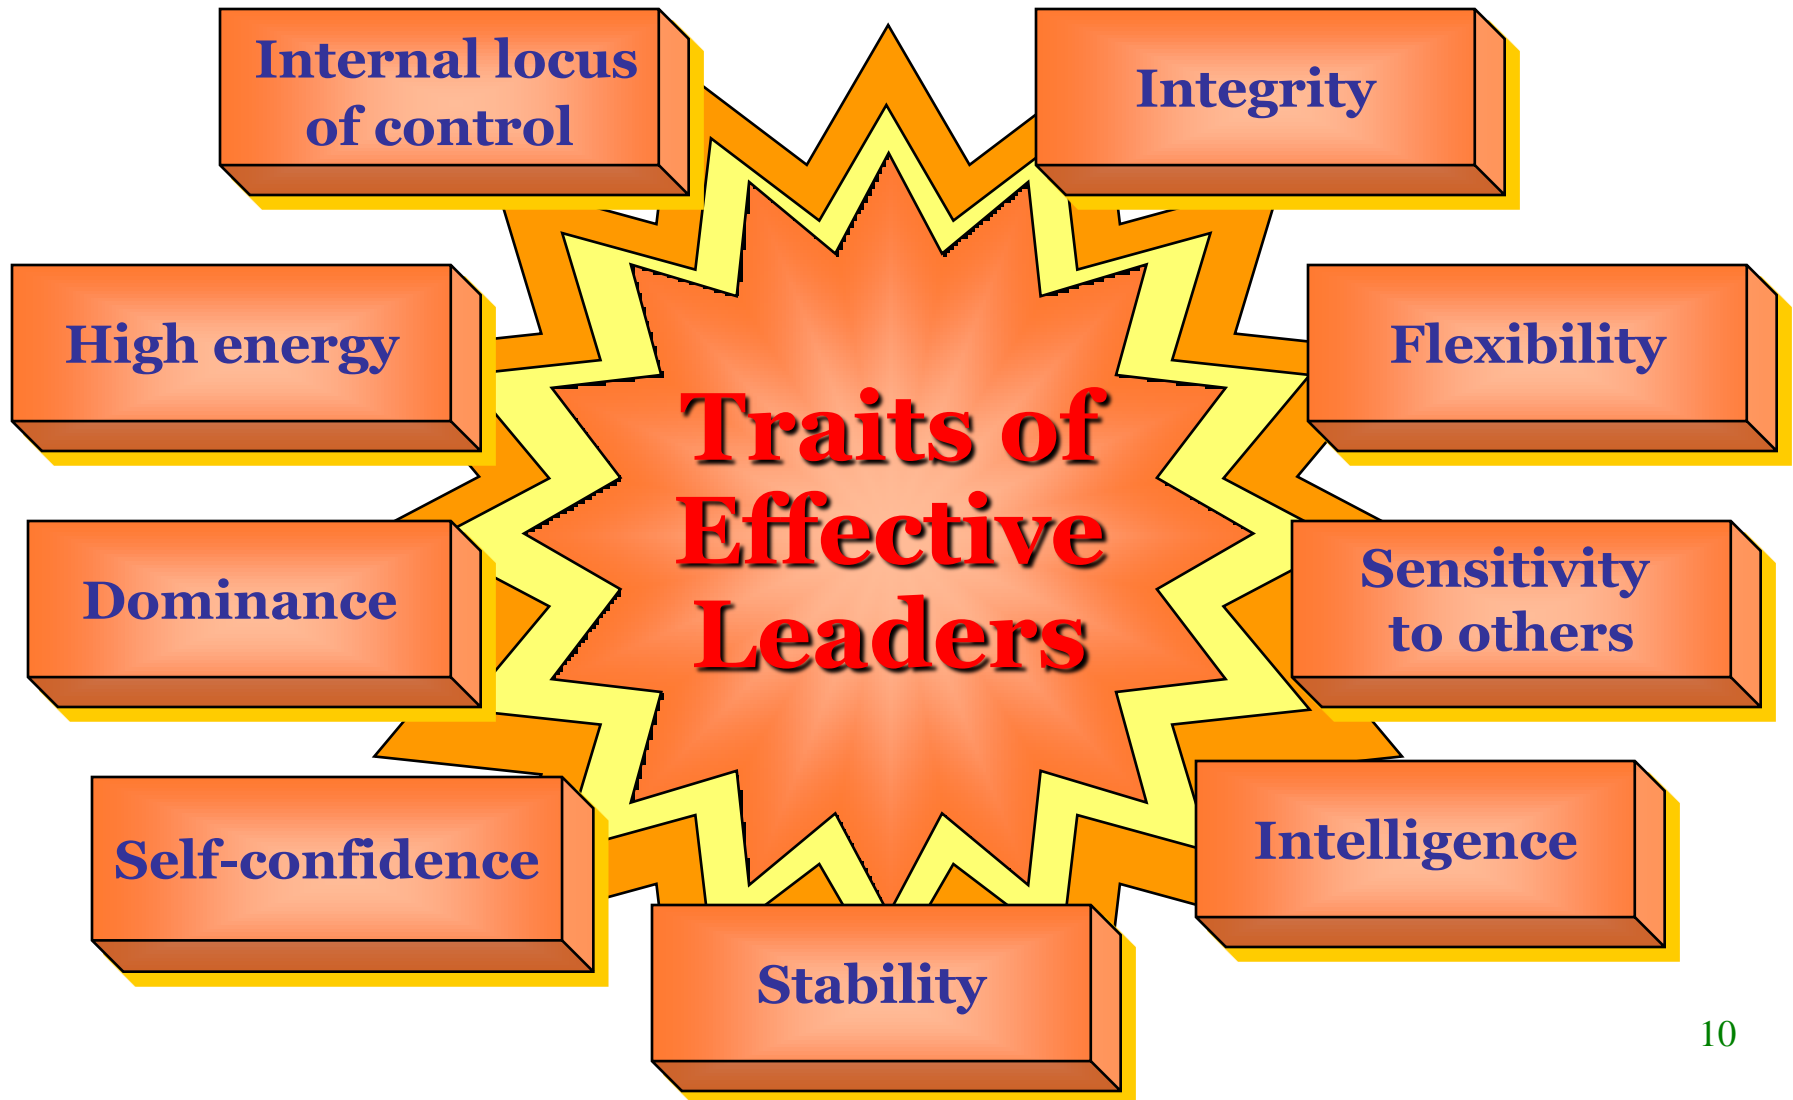 Internal locus
of control
Integrity
High energy
Flexibility
Traits of
Effective
Leaders
Dominance
Sensitivity
to others
Self-confidence
Intelligence
Stability
10